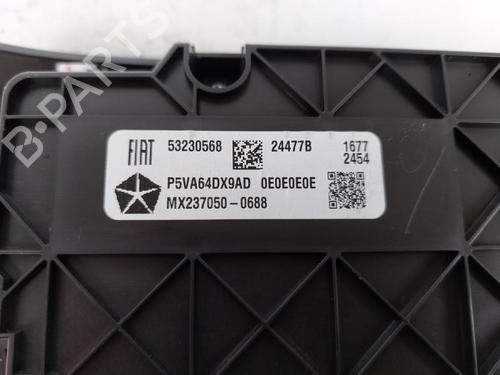 B-PARTS
FIAT 53230568 24477B 1677
2454
P5VA64DX9AD 0E0E0E0E
MX237050-0688